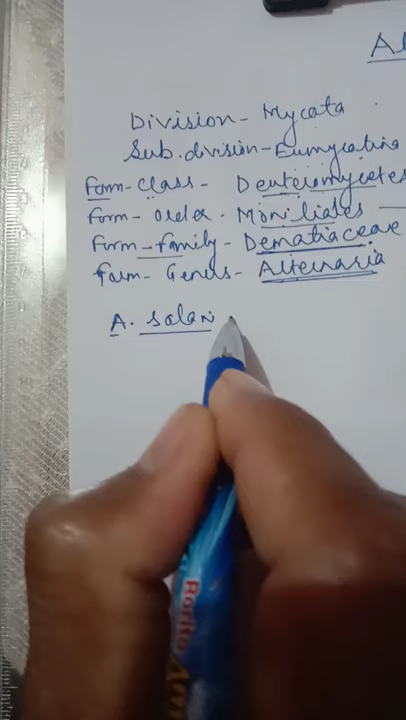 Al
Division - Mycota
Sub.division - Eumycotina
Form - Class - Deuteromycetes
Form - Order - Moniliales
Form - family - Dematiaceae
Form - Genus - Alternaria
A. solani
Rorito